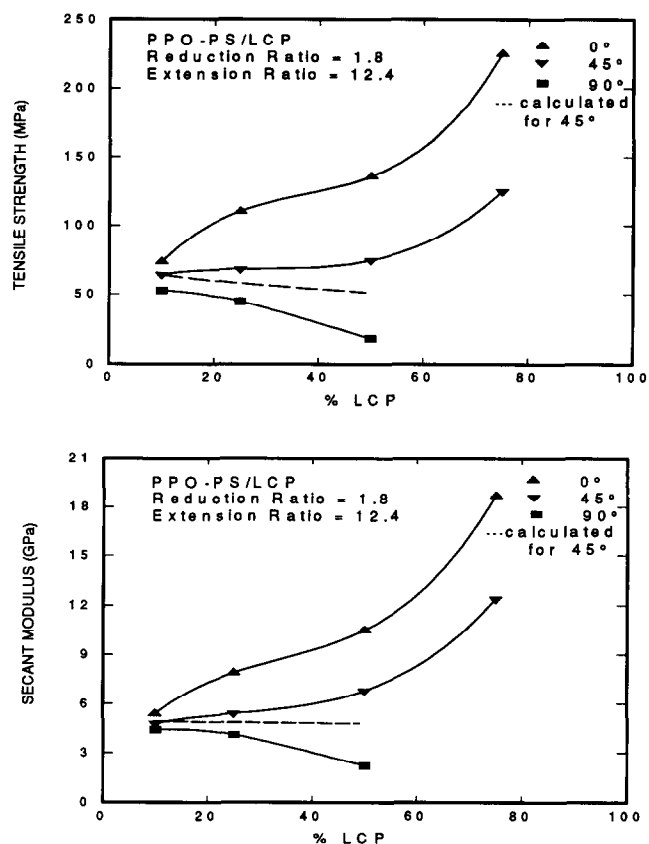 250
200
150
100
50
0
TENSILE STRENGTH (MPa)
PPO-PS/LCP
Reduction Ratio = 1.8
Extension Ratio = 12.4
0°
45°
90°
---calculated
for 45°
0 20 40 60 80 100
% LCP
21
18
15
12
9
6
3
0
SECANT MODULUS (GPa)
PPO-PS/LCP
Reduction Ratio = 1.8
Extension Ratio = 12.4
0°
45°
90°
---calculated
for 45°
0 20 40 60 80 100
% LCP